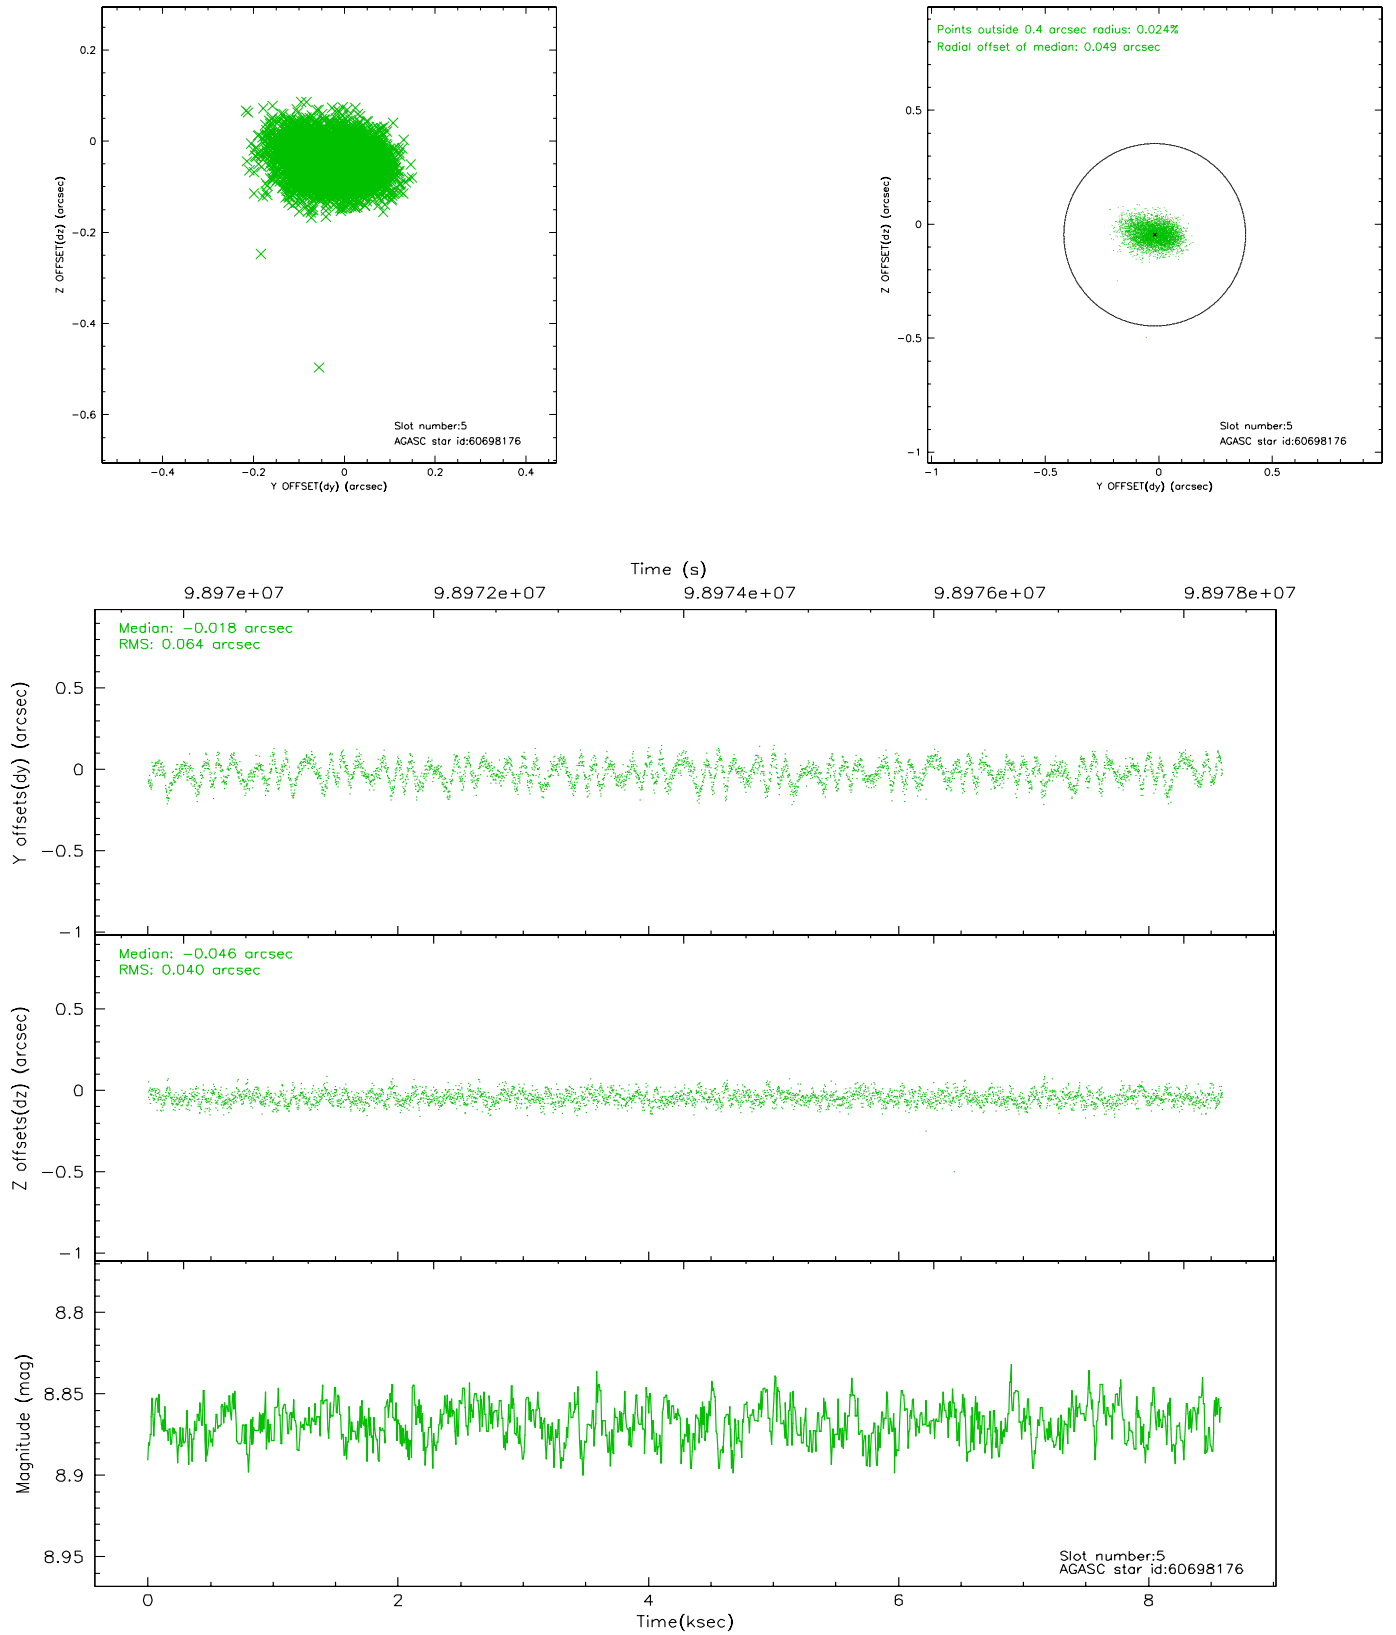 0.2
0
−0.2
−0.4
−0.6
Z OFFSET(dz) (arcsec)
Slot number:5
AGASC star id:60698176
−0.4
−0.2
0
0.2
0.4
Y OFFSET(dy) (arcsec)
Points outside 0.4 arcsec radius: 0.024%
Radial offset of median: 0.049 arcsec
0.5
0
−0.5
−1
Z OFFSET(dz) (arcsec)
Slot number:5
AGASC star id:60698176
−1
−0.5
0
0.5
Y OFFSET(dy) (arcsec)
Time (s)
9.897e+07
9.8972e+07
9.8974e+07
9.8976e+07
9.8978e+07
Median: −0.018 arcsec
RMS: 0.064 arcsec
0.5
0
−0.5
−1
Y offsets(dy) (arcsec)
Median: −0.046 arcsec
RMS: 0.040 arcsec
0.5
0
−0.5
−1
Z offsets(dz) (arcsec)
8.8
8.85
8.9
8.95
Magnitude (mag)
Slot number:5
AGASC star id:60698176
0
2
4
6
8
Time(ksec)